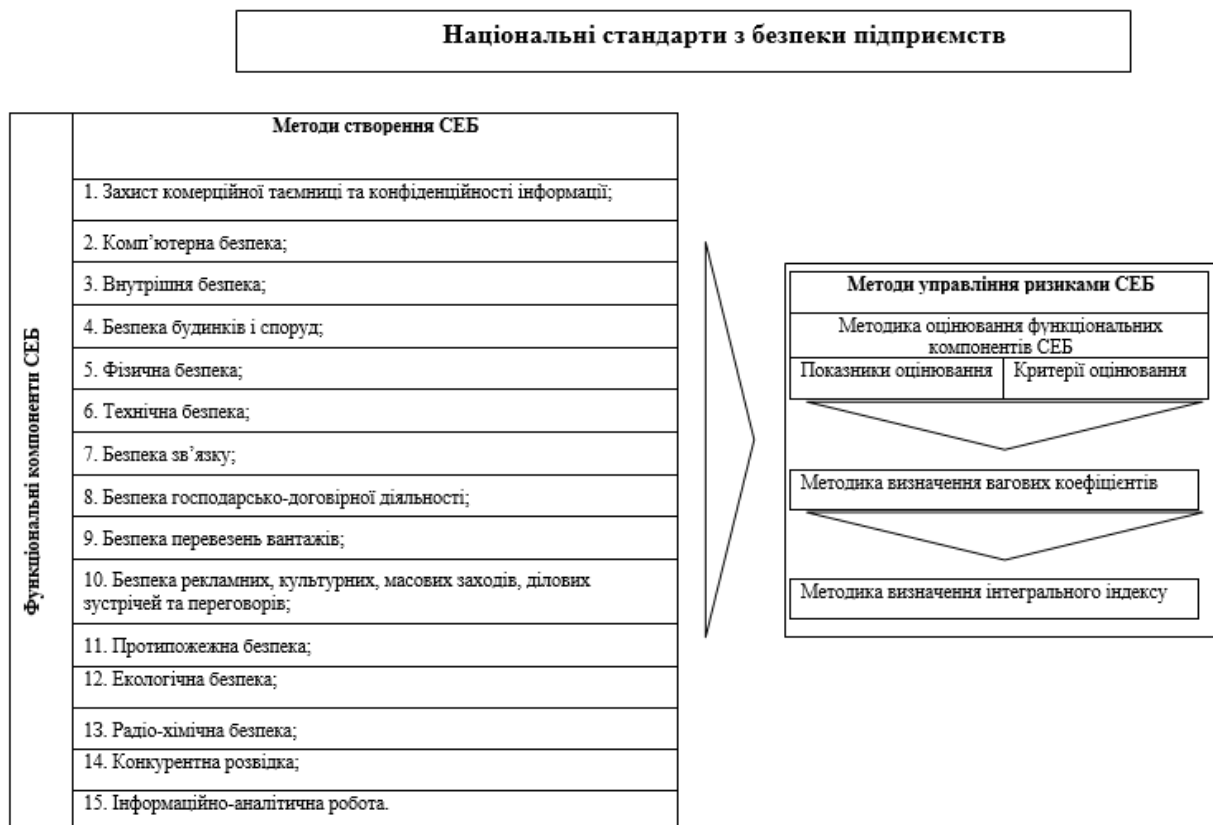 Національні стандарти з безпеки підприємств
Функціональні компоненти СЕБ
Методи створення СЕБ
1. Захист комерційної таємниці та конфіденційності інформації;
2. Комп’ютерна безпека;
3. Внутрішня безпека;
4. Безпека будинків і споруд;
5. Фізична безпека;
6. Технічна безпека;
7. Безпека зв’язку;
8. Безпека господарсько-договірної діяльності;
9. Безпека перевезень вантажів;
10. Безпека рекламних, культурних, масових заходів, ділових
зустрічей та переговорів;
11. Протипожежна безпека;
12. Екологічна безпека;
13. Радіо-хімічна безпека;
14. Конкурентна розвідка;
15. Інформаційно-аналітична робота.
Методи управління ризиками СЕБ
Методика оцінювання функціональних
компонентів СЕБ
Показники оцінювання
Критерії оцінювання
Методика визначення вагових коефіцієнтів
Методика визначення інтегрального індексу